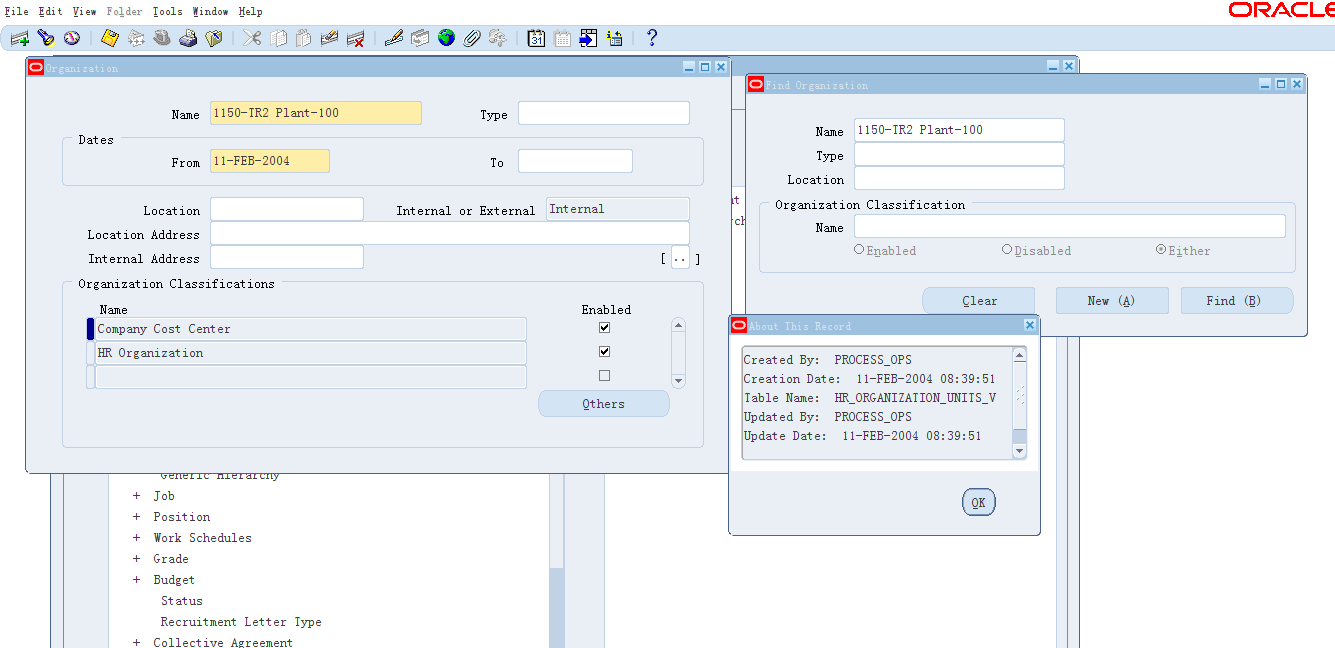 File Edit View Folder Tools Window Help
ORACLE
Organization
Name 1150-TR2 Plant-100 Type
Dates
From 11-FEB-2004 To
Location Internal or External Internal
Location Address
Internal Address [ .. ]
Organization Classifications
Name Enabled
Company Cost Center
HR Organization
Others
Generic Hierarchy
+ Job
+ Position
+ Work Schedules
+ Grade
+ Budget
Status
Recruitment Letter Type
+ Collective Agreement
Find Organization
Name 1150-TR2 Plant-100
Type
Location
Organization Classification
Name
Enabled Disabled Either
Clear New (A) Find (B)
About This Record
Created By: PROCESS_OPS
Creation Date: 11-FEB-2004 08:39:51
Table Name: HR_ORGANIZATION_UNITS_V
Updated By: PROCESS_OPS
Update Date: 11-FEB-2004 08:39:51
OK